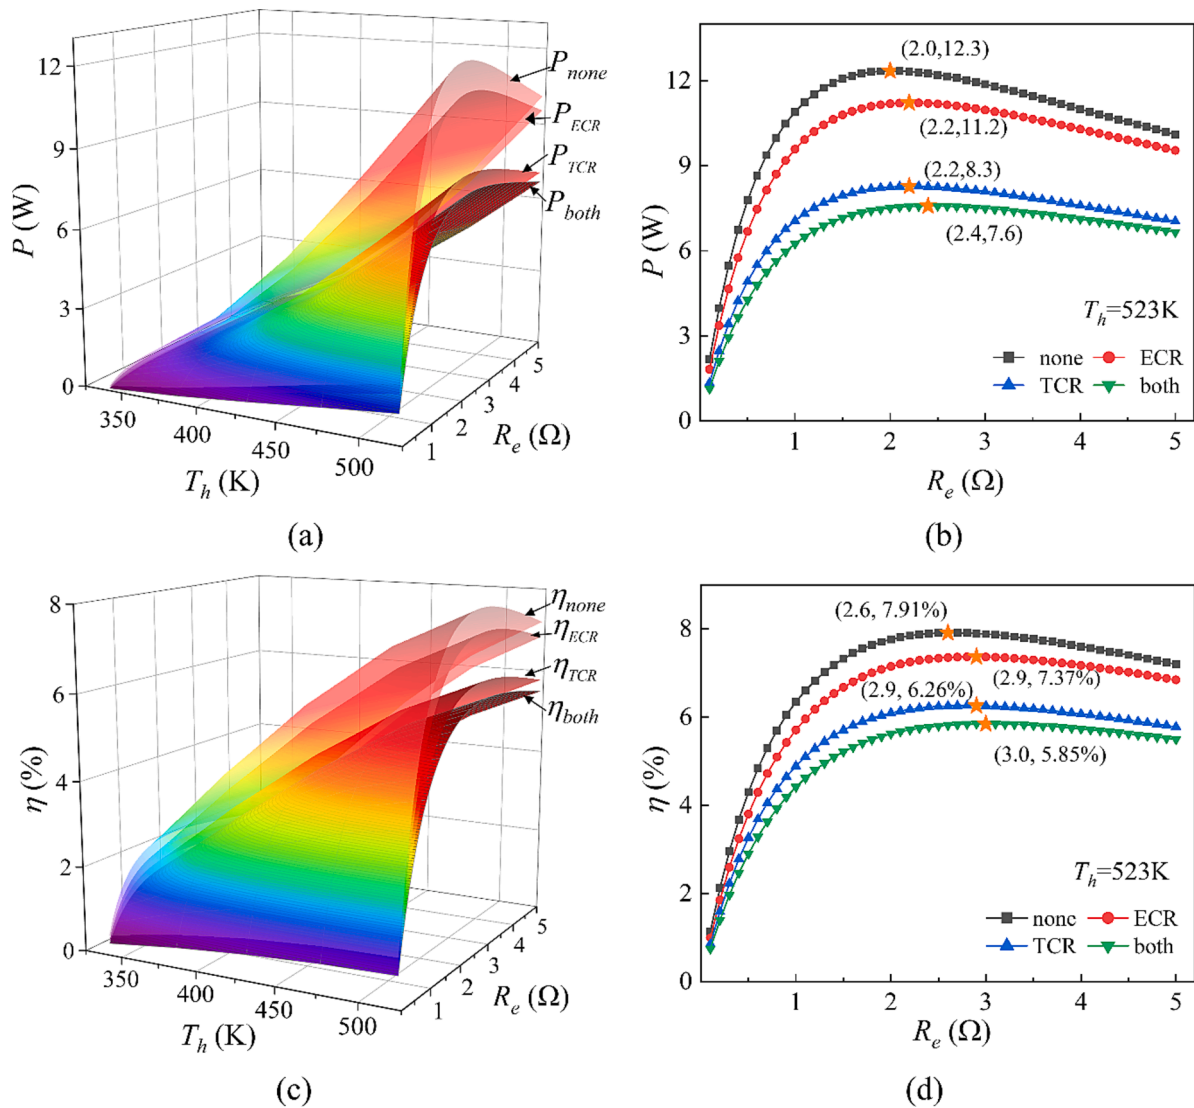 12
9
6
3
0
P (W)
350
400
450
500
T_h (K)
1
2
3
4
5
R_e (Ω)
P_none
P_ECR
P_TCR
P_both
(a)
12
9
6
3
0
P (W)
(2.0,12.3)
(2.2,11.2)
(2.2,8.3)
(2.4,7.6)
T_h=523K
none ECR
TCR both
1 2 3 4 5
R_e (Ω)
(b)
8
6
4
2
0
η (%)
350
400
450
500
T_h (K)
1
2
3
4
5
R_e (Ω)
η_none
η_ECR
η_TCR
η_both
(c)
8
6
4
2
0
η (%)
(2.6, 7.91%)
(2.9, 7.37%)
(2.9, 6.26%)
(3.0, 5.85%)
T_h=523K
none ECR
TCR both
1 2 3 4 5
R_e (Ω)
(d)